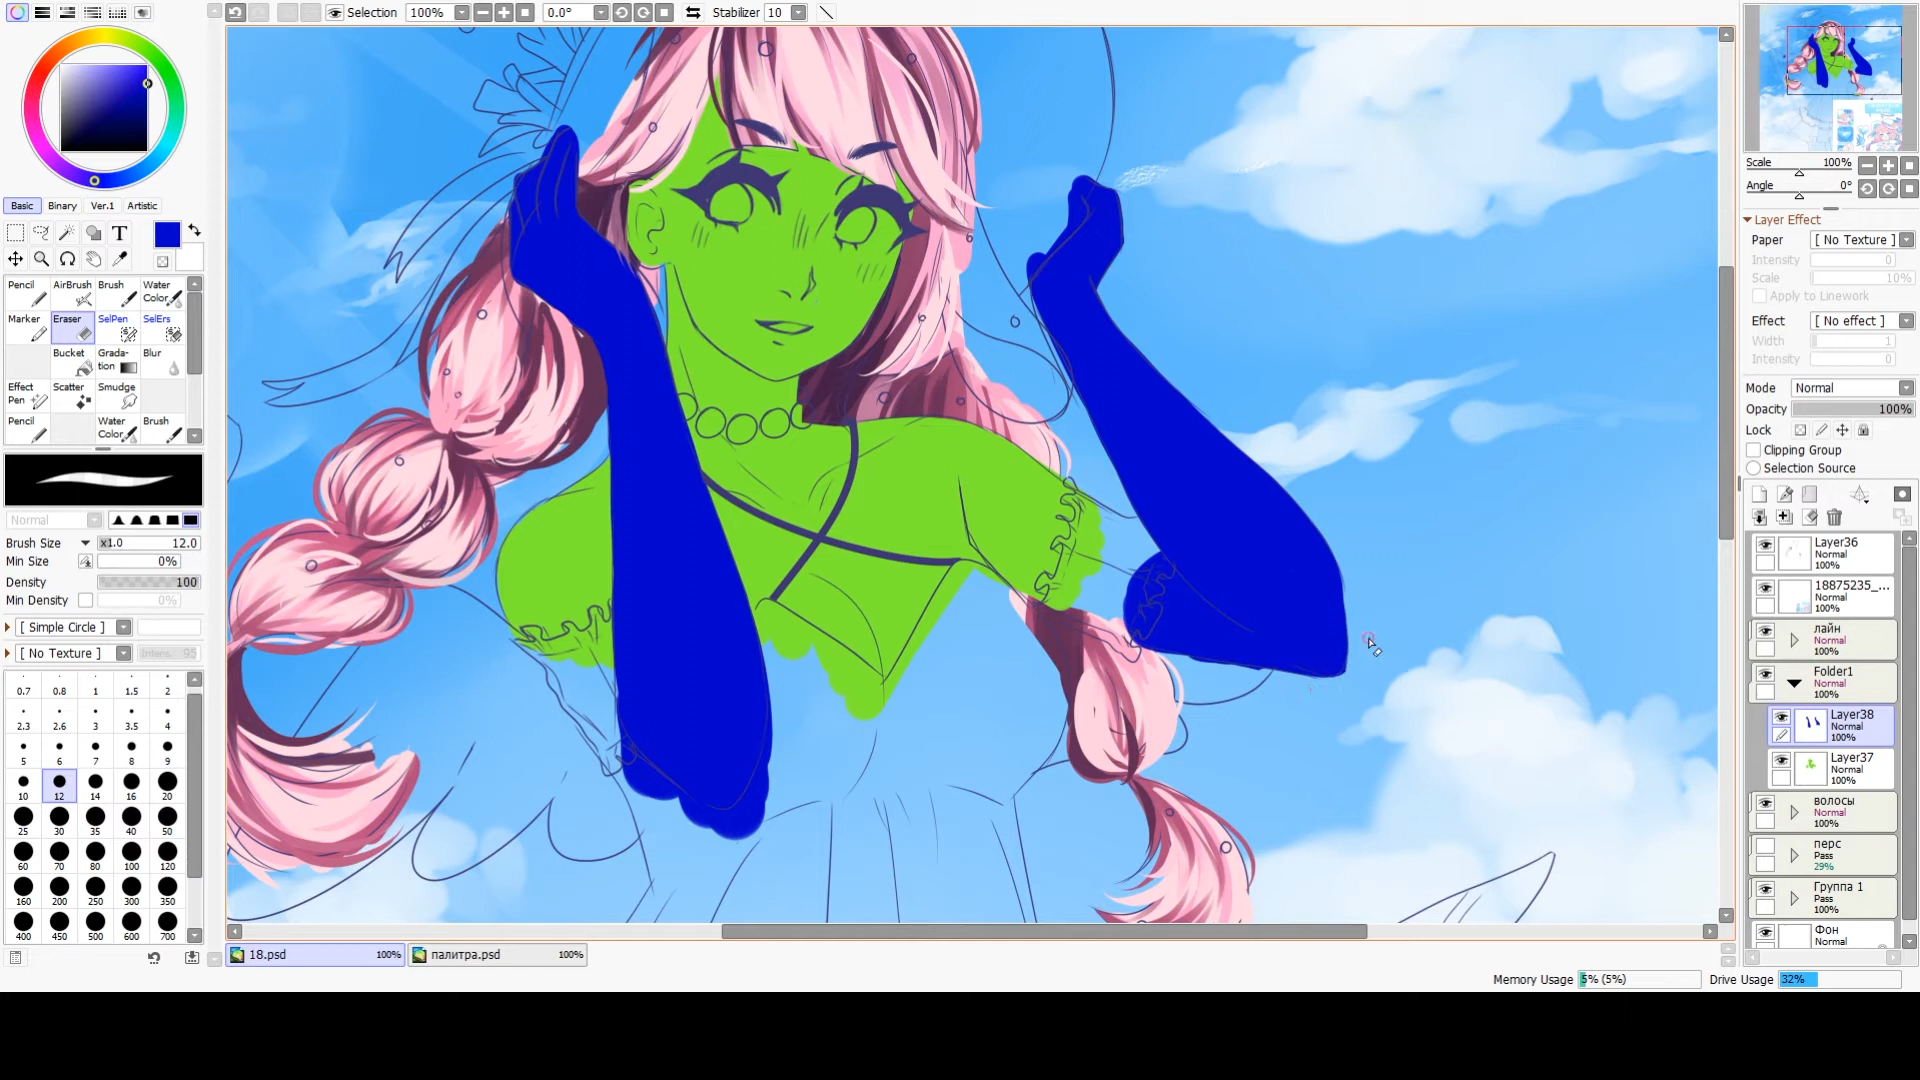 Selection 100% 0.0° Stabilizer 10
Basic Binary Ver.1 Artistic
T
Pencil AirBrush Brush Water
Color
Marker Eraser SelPen SelErs
Bucket Grada-
tion Blur
Effect
Pen Scatter Smudge
Pencil Water
Color Brush
Normal
Brush Size x1.0 12.0
Min Size 0%
Density 100
Min Density 0%
[ Simple Circle ]
[ No Texture ] Intens. 95
0.7 0.8 1 1.5 2
2.3 2.6 3 3.5 4
5 6 7 8 9
10 12 14 16 20
25 30 35 40 50
60 70 80 100 120
160 200 250 300 350
400 450 500 600 700
18.psd 100% палитра.psd 100%
Memory Usage 5% (5%) Drive Usage 32%
Scale 100%
Angle 0°
Layer Effect
Paper [ No Texture ]
Intensity 0
Scale 10%
Apply to Linework
Effect [ No effect ]
Width 1
Intensity 0
Mode Normal
Opacity 100%
Lock
Clipping Group
Selection Source
Layer36
Normal
100%
18875235_...
Normal
100%
лайн
Normal
100%
Folder1
Normal
100%
Layer38
Normal
100%
Layer37
Normal
100%
волосы
Normal
100%
перс
Pass
29%
Группа 1
Pass
100%
Фон
Normal